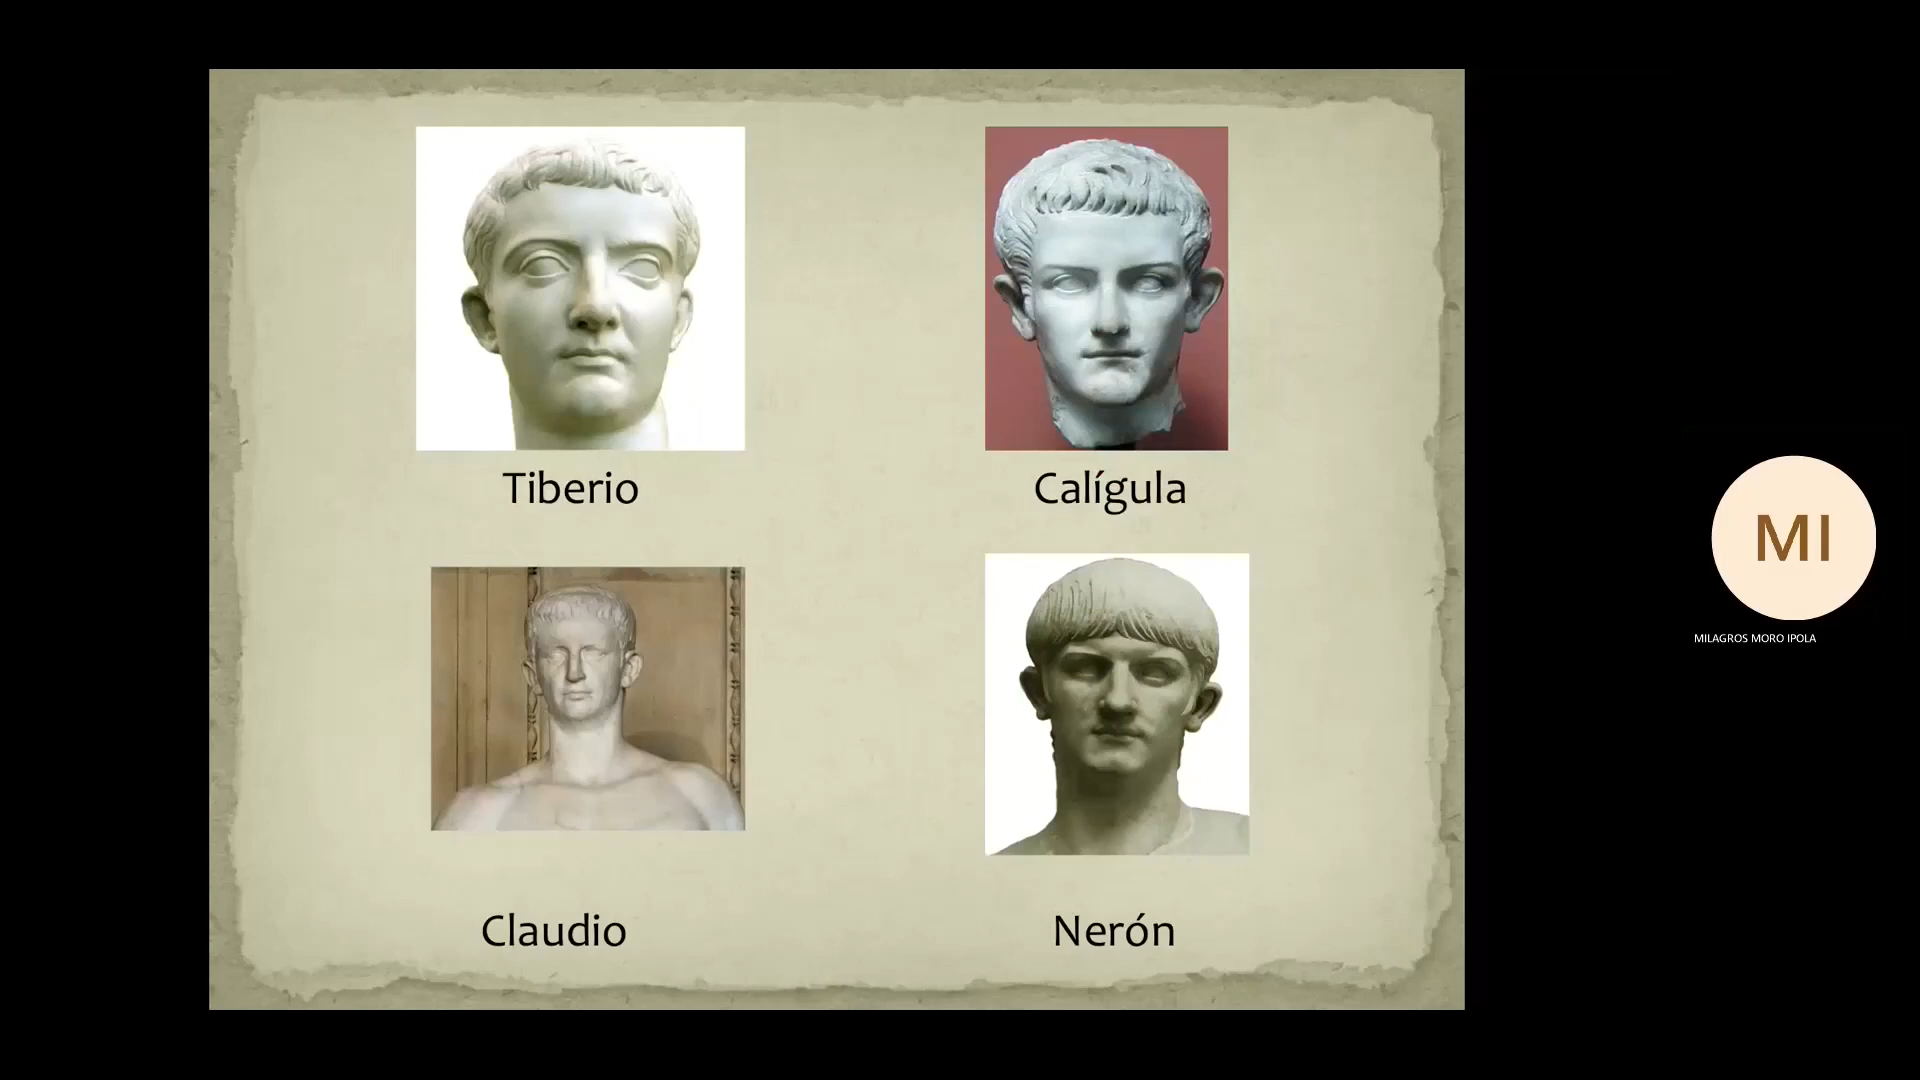 Tiberio
Calígula
Claudio
Nerón
MI
MILAGROS MORO IPOLA